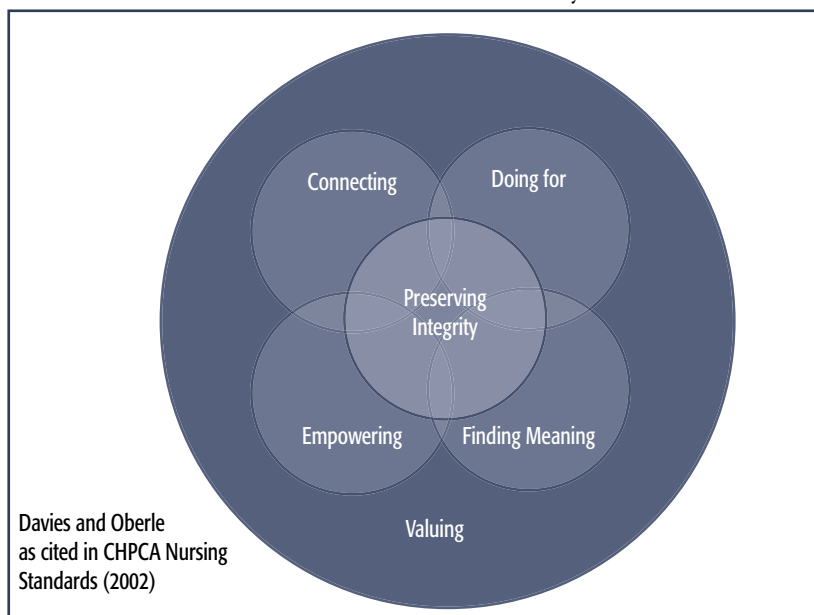 Connecting
Doing for
Preserving
Integrity
Empowering
Finding Meaning
Valuing
Davies and Oberle
as cited in CHPCA Nursing
Standards (2002)